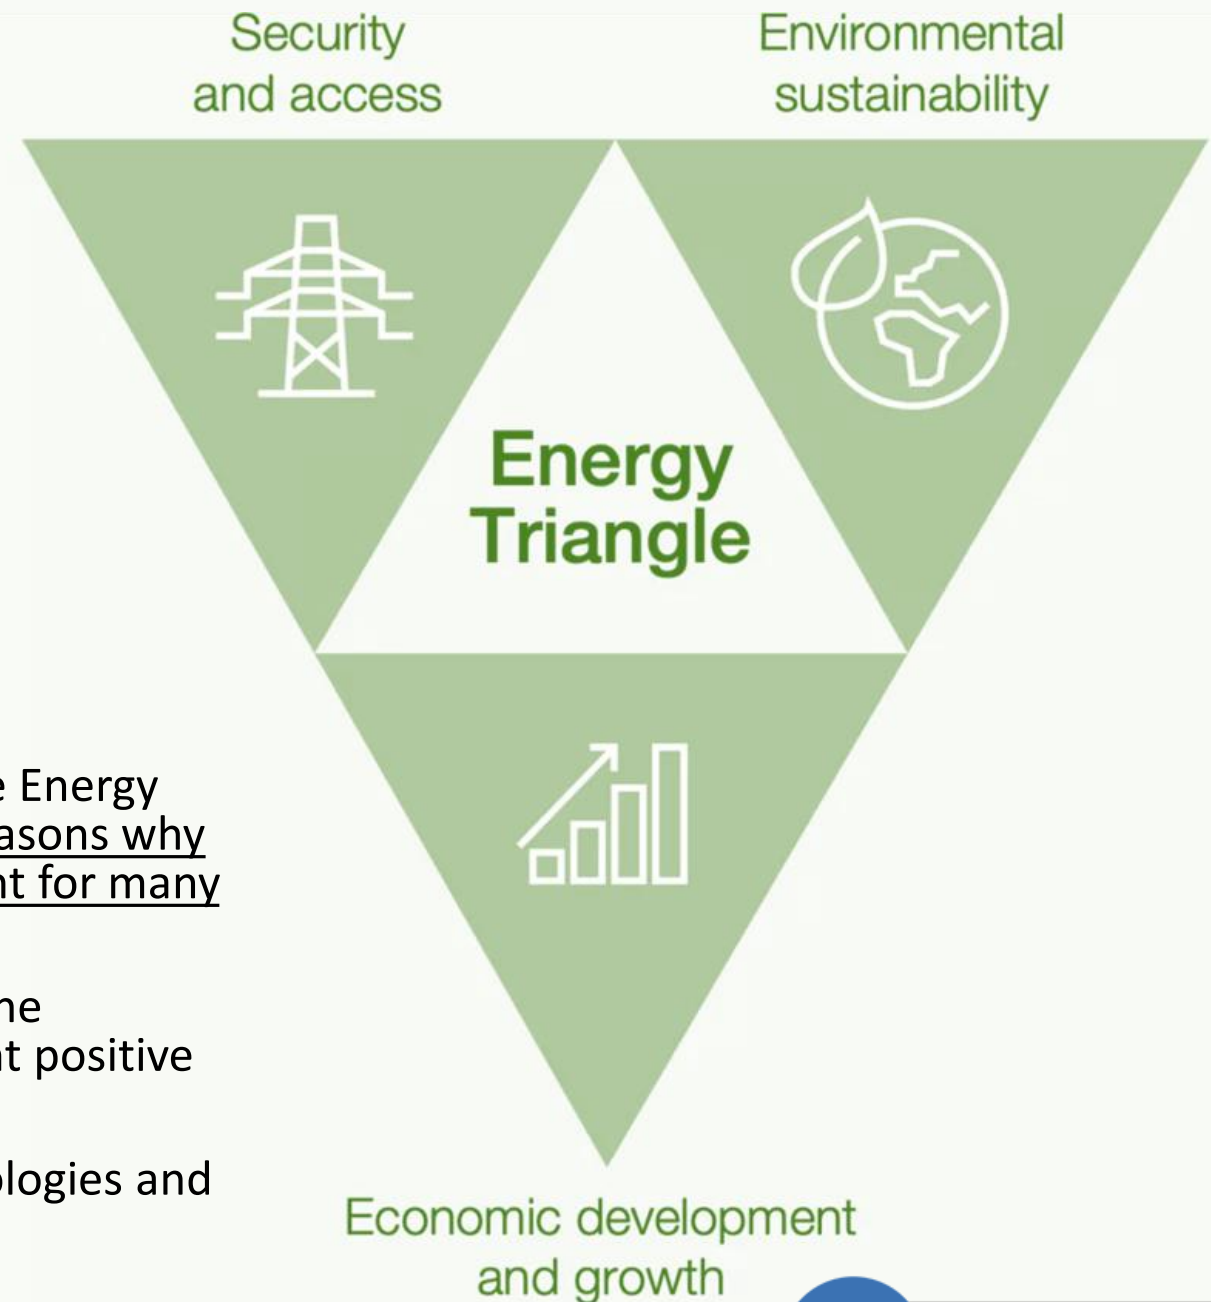 Security
and access
Environmental
sustainability
Energy
Triangle
e Energy
asons why
nt for many
ne
nt positive
ologies and
Economic development
and growth